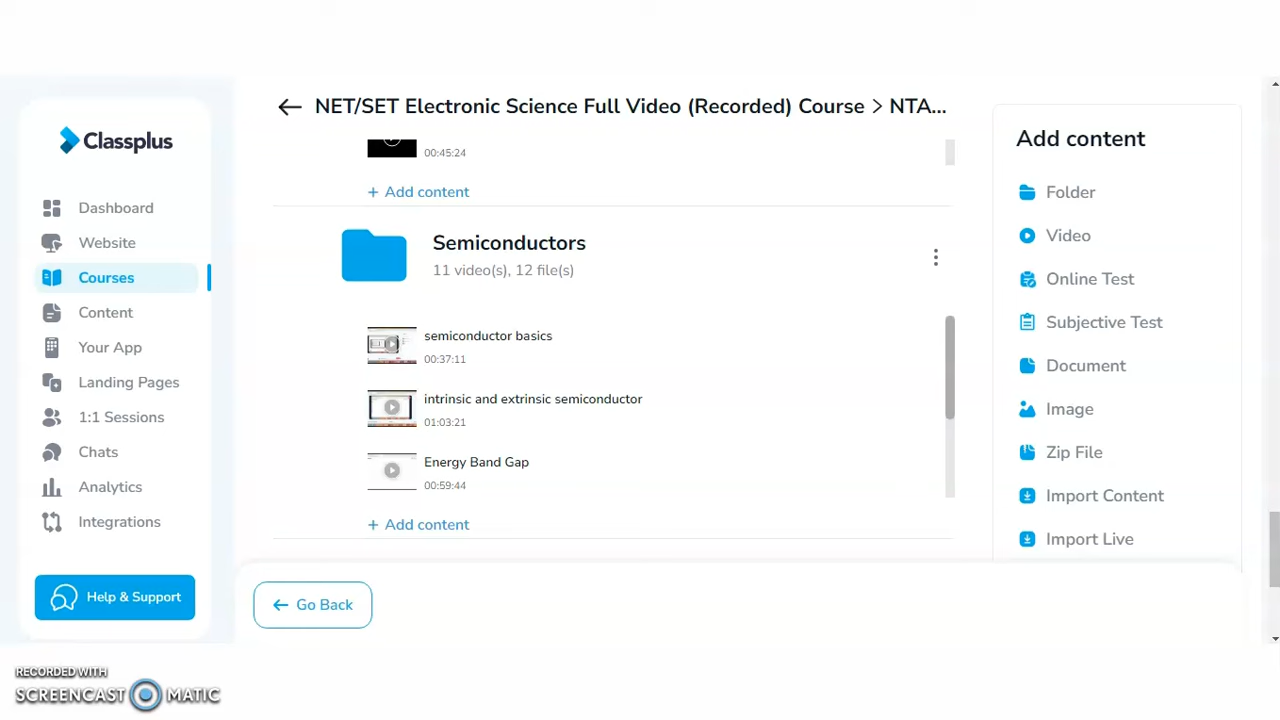 NET/SET Electronic Science Full Video (Recorded) Course > NTA...
Classplus
Dashboard
Website
Courses
Content
Your App
Landing Pages
1:1 Sessions
Chats
Analytics
Integrations
Help & Support
00:45:24
+ Add content
Semiconductors
11 video(s), 12 file(s)
semiconductor basics
00:37:11
intrinsic and extrinsic semiconductor
01:03:21
Energy Band Gap
00:59:44
+ Add content
Go Back
Add content
Folder
Video
Online Test
Subjective Test
Document
Image
Zip File
Import Content
Import Live
RECORDED WITH
SCREENCAST MATIC